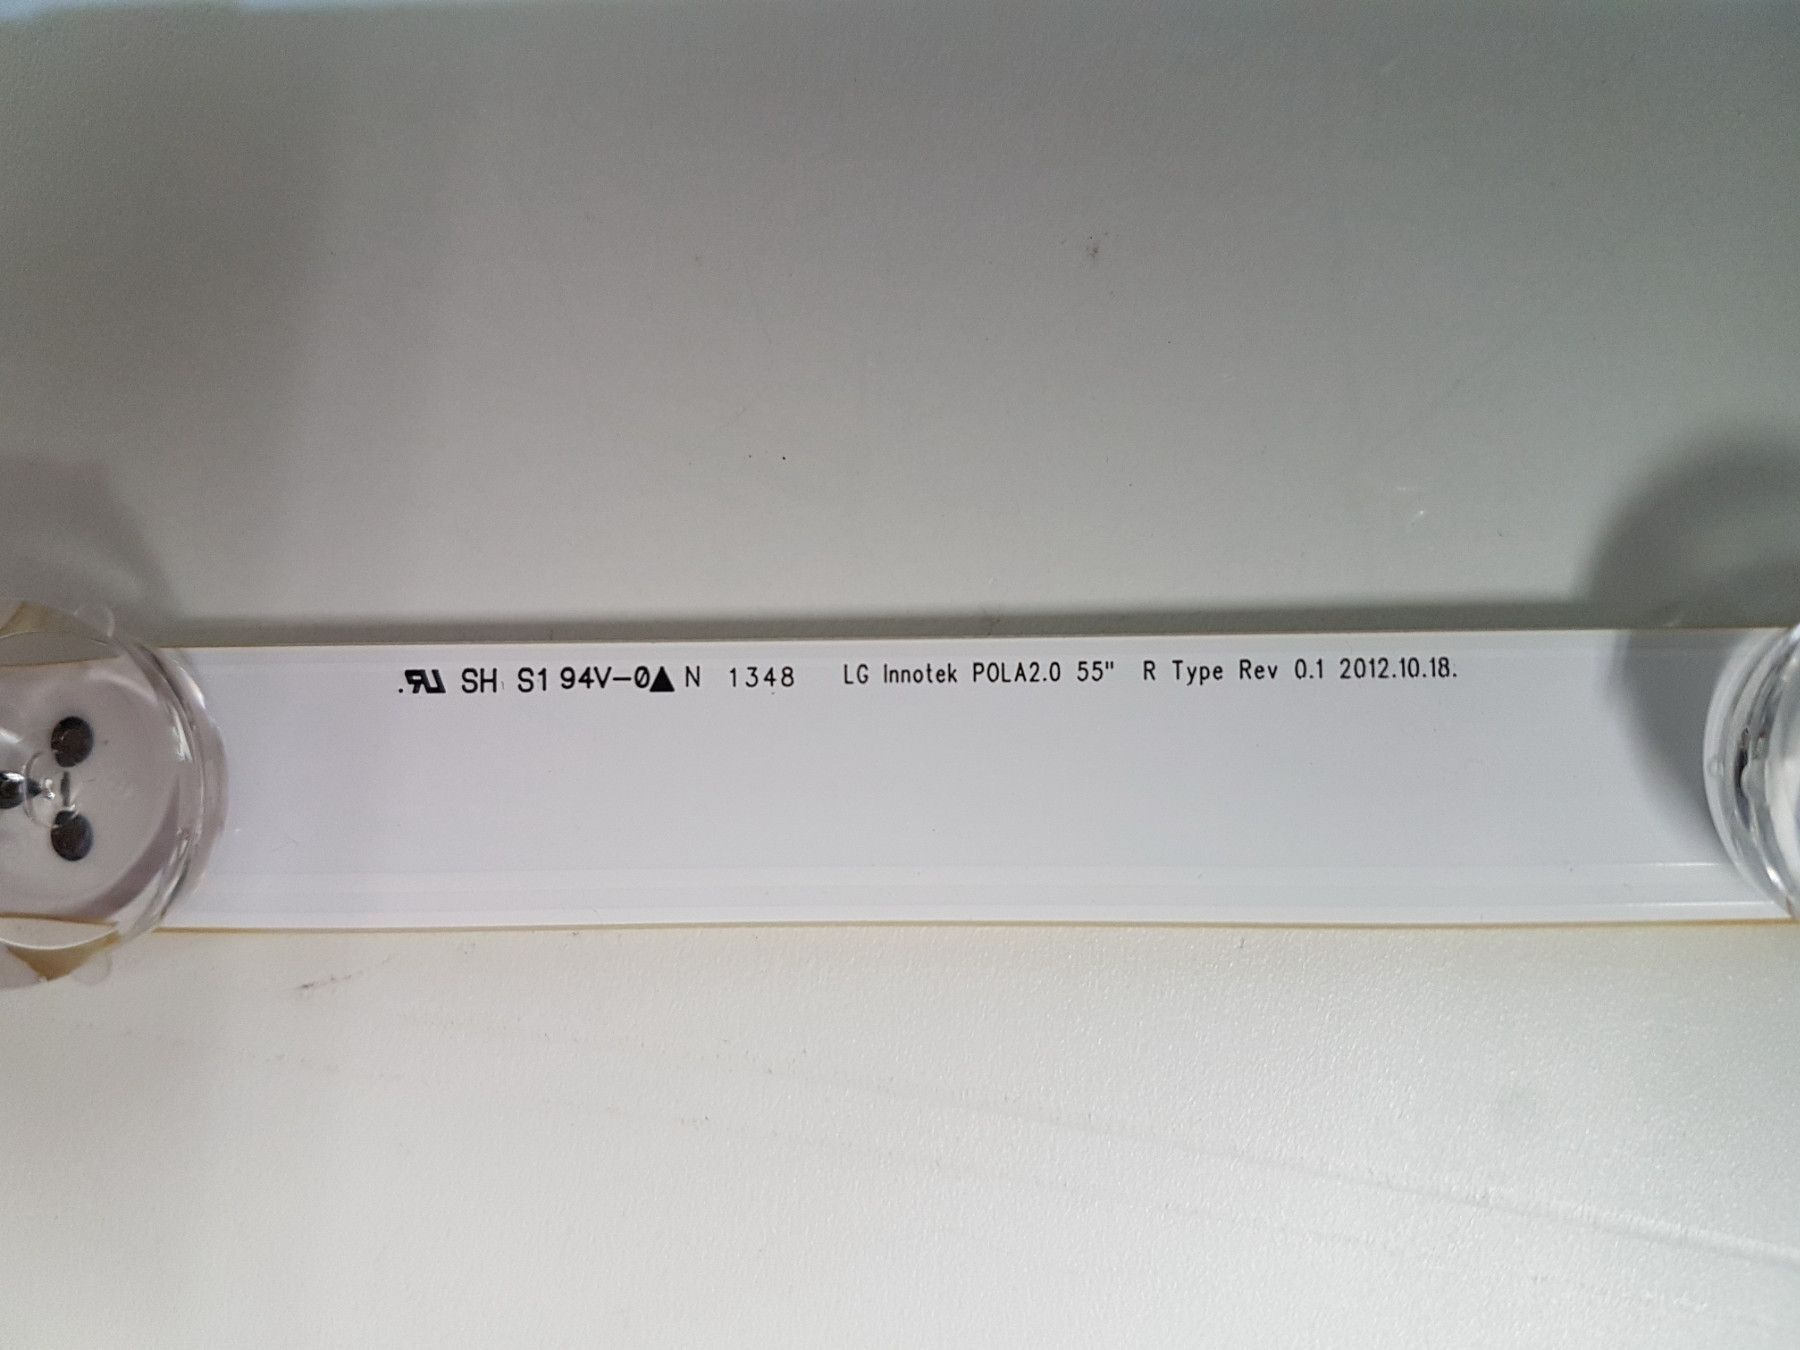 SH S1 94V-0▲ N 1348 LG Innotek POLA2.0 55" R Type Rev 0.1 2012.10.18.